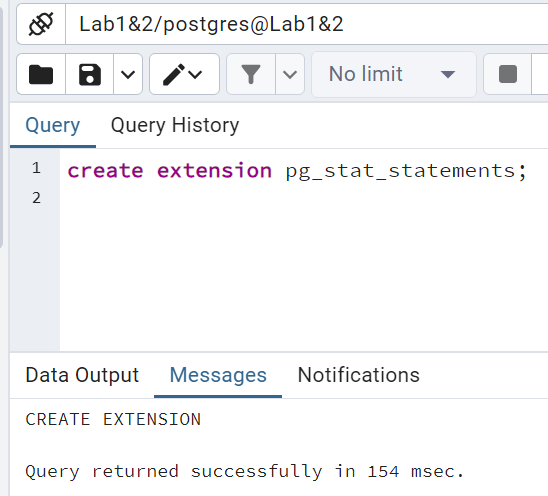 Lab1&2/postgres@Lab1&2
No limit
Query Query History
1 create extension pg_stat_statements;
2
Data Output Messages Notifications
CREATE EXTENSION
Query returned successfully in 154 msec.